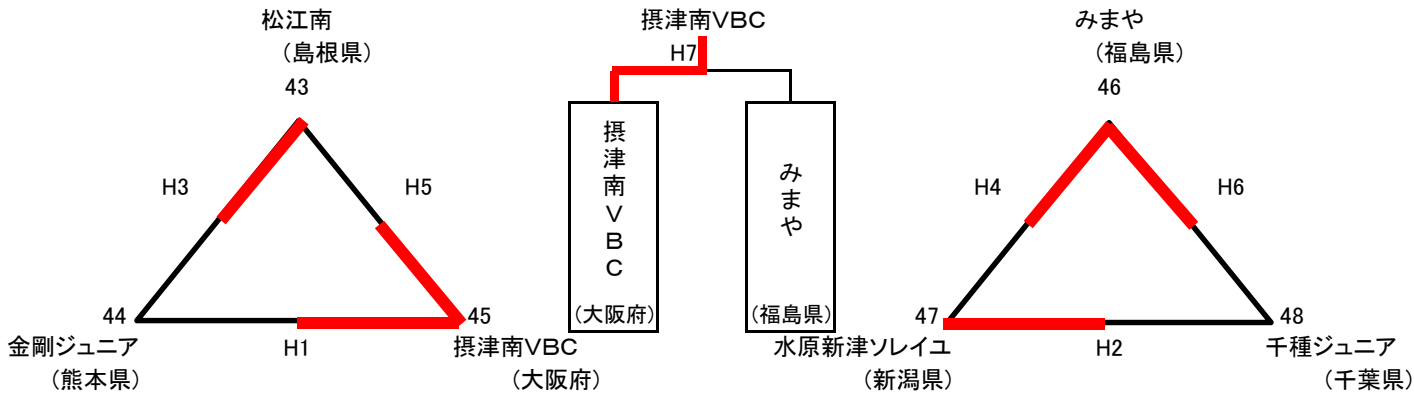 松江南
（島根県）
43
H3
H5
44
45
金剛ジュニア
（熊本県）
H1
摂津南VBC
（大阪府）
摂津南VBC
H7
摂津南VBC
（大阪府）
みまや
（福島県）
みまや
（福島県）
46
H4
H6
47
48
水原新津ソレイユ
（新潟県）
H2
千種ジュニア
（千葉県）